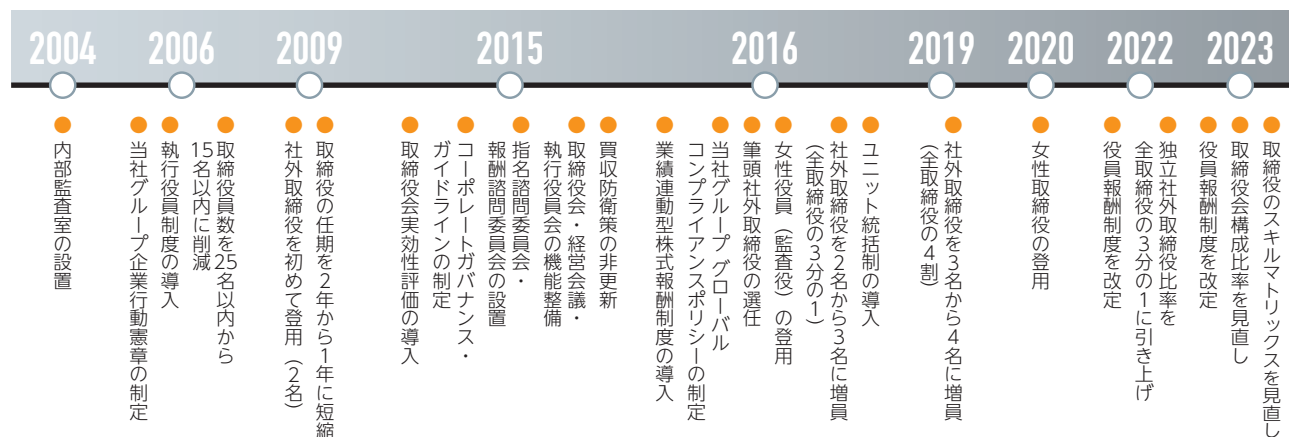 2004
2006
2009
2015
2016
2019
2020
2022
2023
内部監査室の設置
取締役員数を25名以内から
15名以内に削減
執行役員制度の導入
当社グループ企業行動憲章の制定
取締役の任期を2年から1年に短縮
社外取締役を初めて登用（2名）
買収防衛策の非更新
取締役会・経営会議・
執行役員会の機能整備
指名諮問委員会・
報酬諮問委員会の設置
コーポレートガバナンス・
ガイドラインの制定
取締役会実効性評価の導入
ユニット統括制の導入
社外取締役を2名から3名に増員
（全取締役の3分の1）
女性役員（監査役）の登用
筆頭社外取締役の選任
当社グループ グローバル
コンプライアンスポリシーの制定
業績連動型株式報酬制度の導入
社外取締役を3名から4名に増員
（全取締役の4割）
女性取締役の登用
独立社外取締役比率を
全取締役の3分の1に引き上げ
役員報酬制度を改定
取締役のスキルマトリックスを見直し
取締役会構成比率を見直し
役員報酬制度を改定